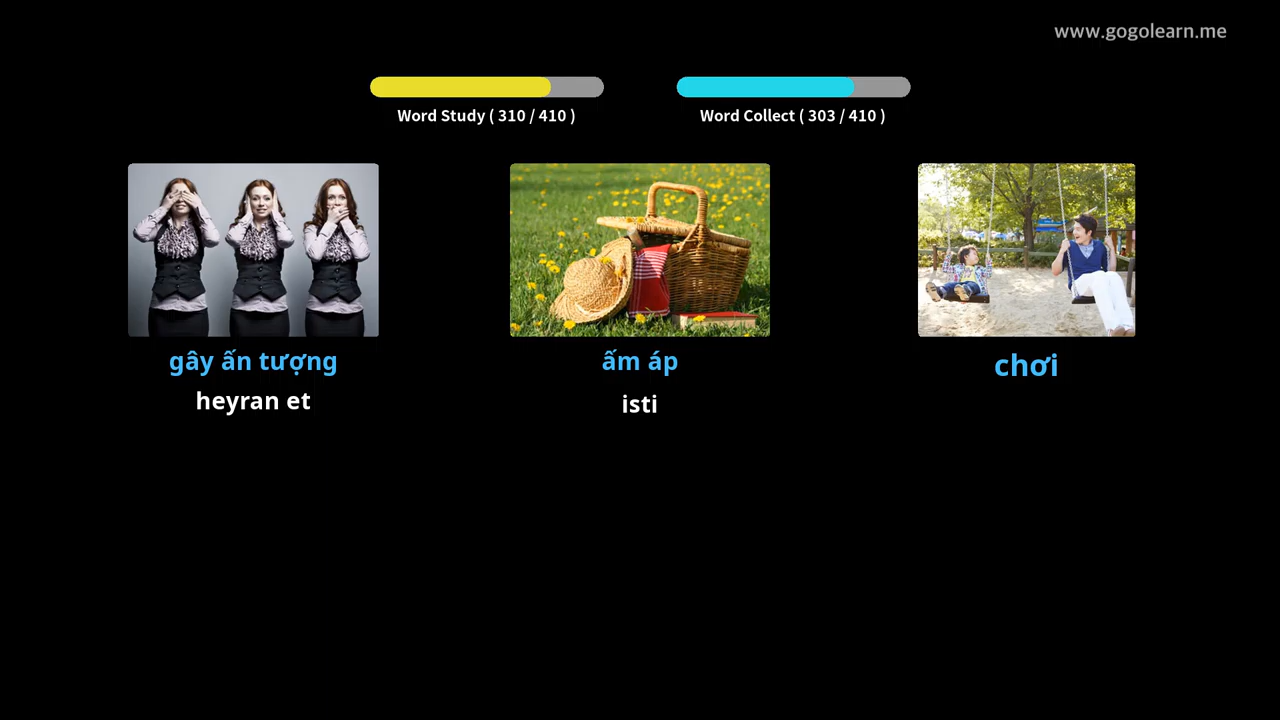 www.gogolearn.me
Word Study ( 310 / 410 )
Word Collect ( 303 / 410 )
gây ấn tượng
heyran et
ấm áp
isti
chơi